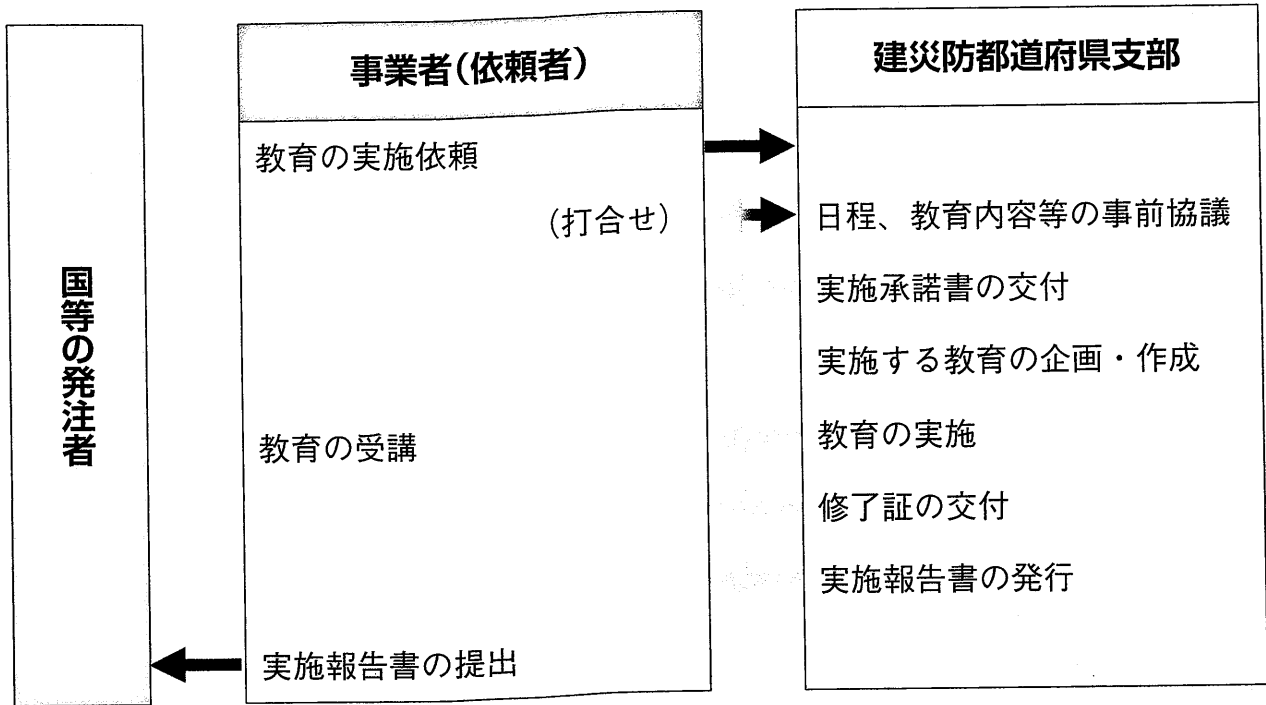 国等の発注者
事業者(依頼者)
教育の実施依頼
(打合せ)
教育の受講
実施報告書の提出
建災防都道府県支部
日程、教育内容等の事前協議
実施承諾書の交付
実施する教育の企画・作成
教育の実施
修了証の交付
実施報告書の発行